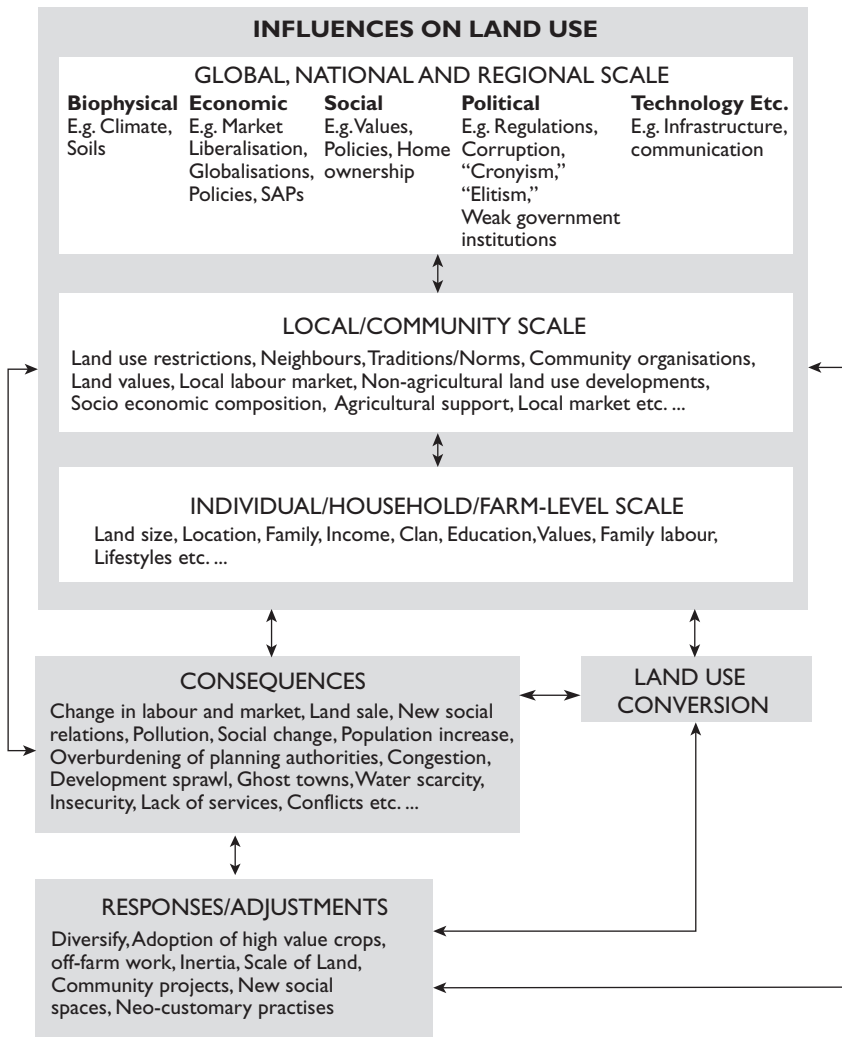 INFLUENCES ON LAND USE
GLOBAL, NATIONAL AND REGIONAL SCALE
Biophysical
E.g. Climate,
Soils
Economic
E.g. Market
Liberalisation,
Globalisations,
Policies, SAPs
Social
E.g. Values,
Policies, Home
ownership
Political
E.g. Regulations,
Corruption,
“Cronyism,”
“Elitism,”
Weak government
institutions
Technology Etc.
E.g. Infrastructure,
communication
LOCAL/COMMUNITY SCALE
Land use restrictions, Neighbours, Traditions/Norms, Community organisations,
Land values, Local labour market, Non-agricultural land use developments,
Socio economic composition, Agricultural support, Local market etc. ...
INDIVIDUAL/HOUSEHOLD/FARM-LEVEL SCALE
Land size, Location, Family, Income, Clan, Education, Values, Family labour,
Lifestyles etc. ...
CONSEQUENCES
Change in labour and market, Land sale, New social
relations, Pollution, Social change, Population increase,
Overburdening of planning authorities, Congestion,
Development sprawl, Ghost towns, Water scarcity,
Insecurity, Lack of services, Conflicts etc. ...
LAND USE
CONVERSION
RESPONSES/ADJUSTMENTS
Diversify, Adoption of high value crops,
off-farm work, Inertia, Scale of Land,
Community projects, New social
spaces, Neo-customary practises